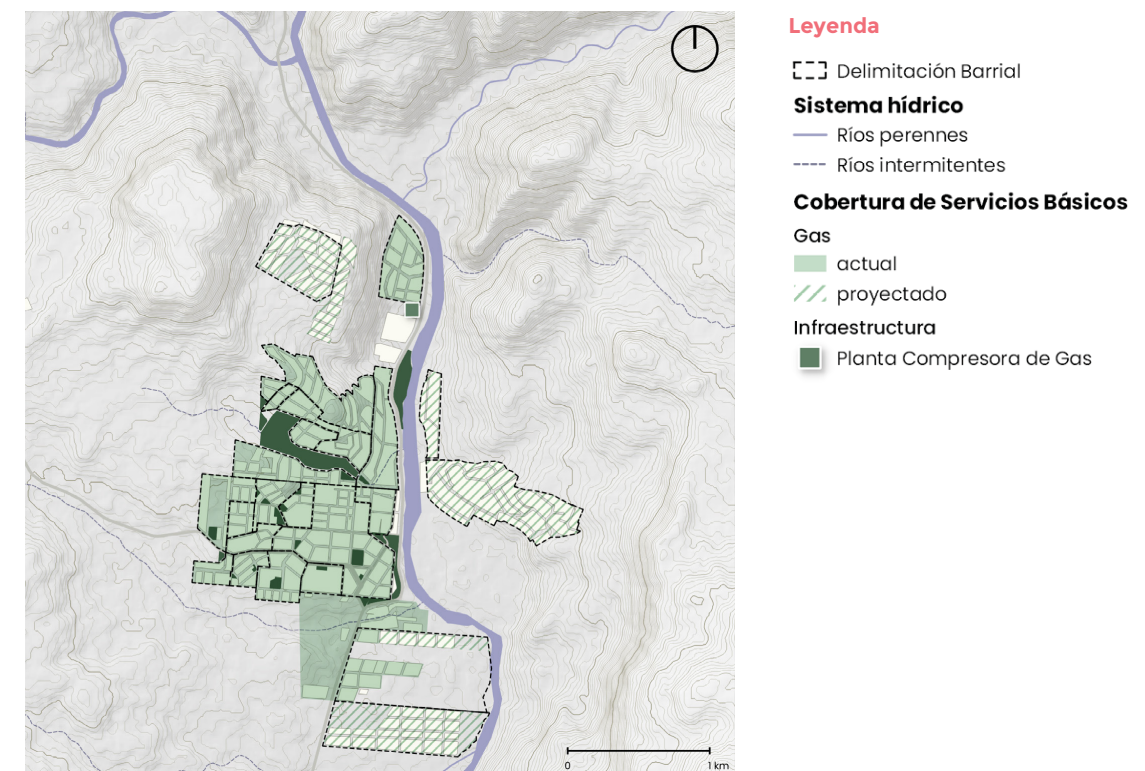 Leyenda
Delimitación Barrial
Sistema hídrico
Ríos perennes
Ríos intermitentes
Cobertura de Servicios Básicos
Gas
actual
proyectado
Infraestructura
Planta Compresora de Gas
0 1 km